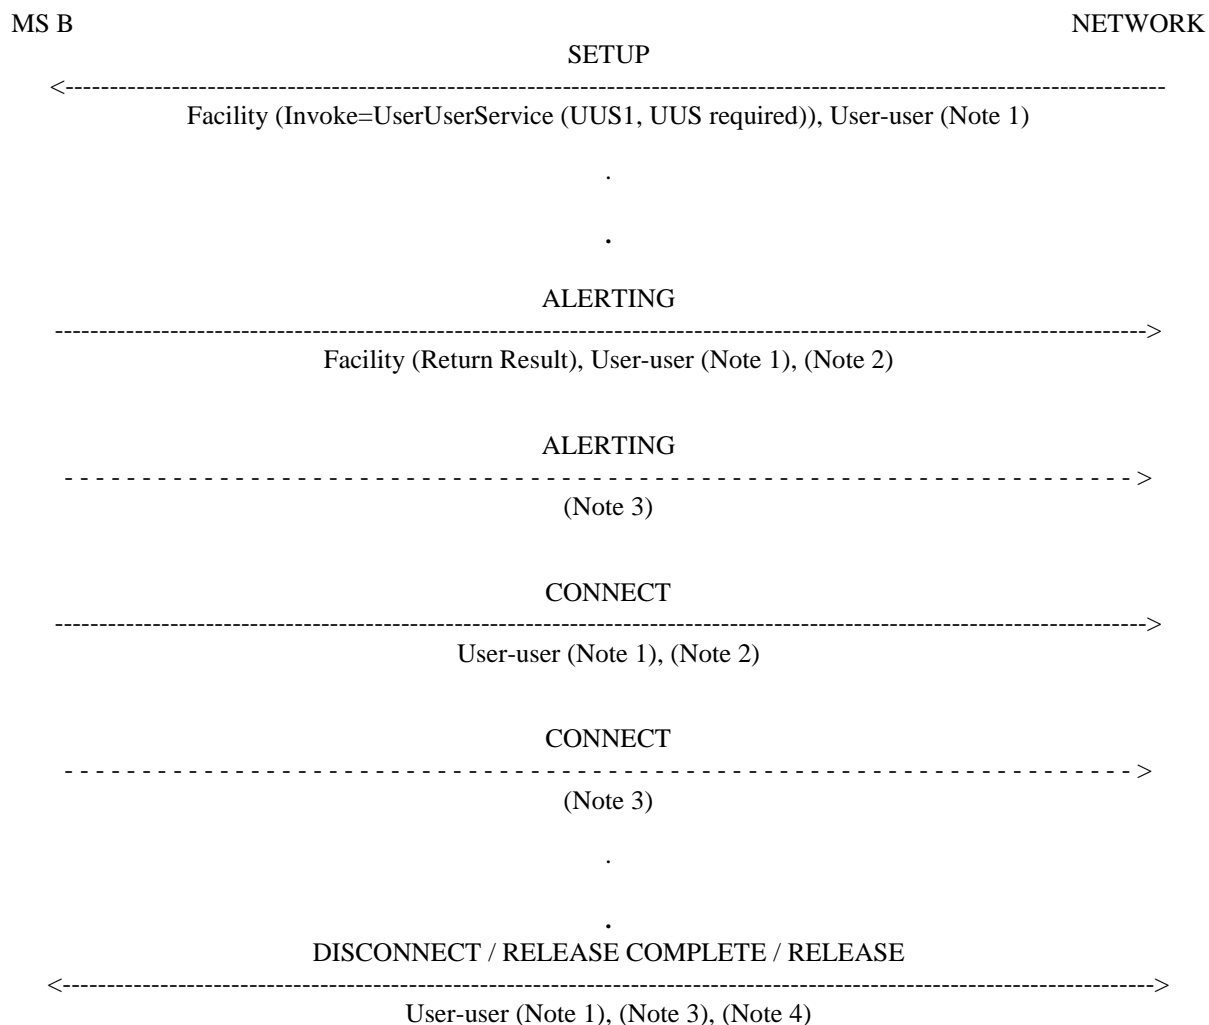 MS B NETWORK
SETUP
<------------------------------------------------------------------------------------------------------------------------------
Facility (Invoke=UserUserService (UUS1, UUS required)), User-user (Note 1)
.
.
ALERTING
----------------------------------------------------------------------------------------------------------------------------->
Facility (Return Result), User-user (Note 1), (Note 2)
ALERTING
- - - - - - - - - - - - - - - - - - - - - - - - - - - - - - - - - - - - - - - - - - - - - - - - - - - - - - - - - - - - - - - - - - - - - >
(Note 3)
CONNECT
----------------------------------------------------------------------------------------------------------------------------->
User-user (Note 1), (Note 2)
CONNECT
- - - - - - - - - - - - - - - - - - - - - - - - - - - - - - - - - - - - - - - - - - - - - - - - - - - - - - - - - - - - - - - - - - - - - >
(Note 3)
.
.
DISCONNECT / RELEASE COMPLETE / RELEASE
<----------------------------------------------------------------------------------------------------------------------------->
User-user (Note 1), (Note 3), (Note 4)